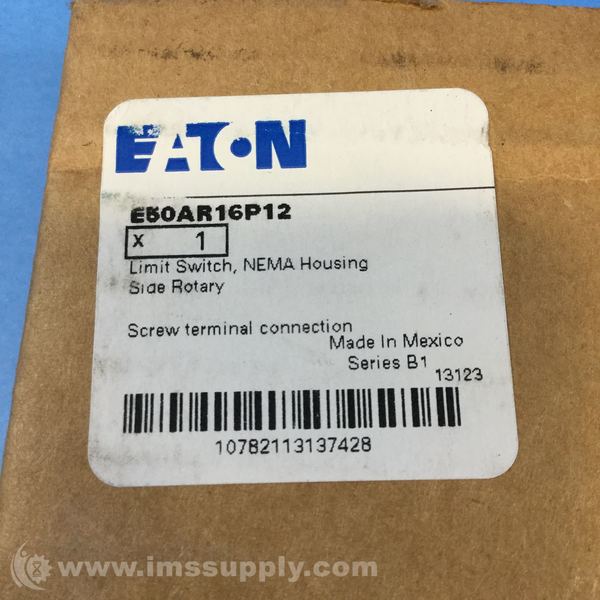 EATON
E50AR16P12
x 1
Limit Switch, NEMA Housing
Side Rotary
Screw terminal connection
Made In Mexico
Series B1
13123
10782113137428
www.imssupply.com